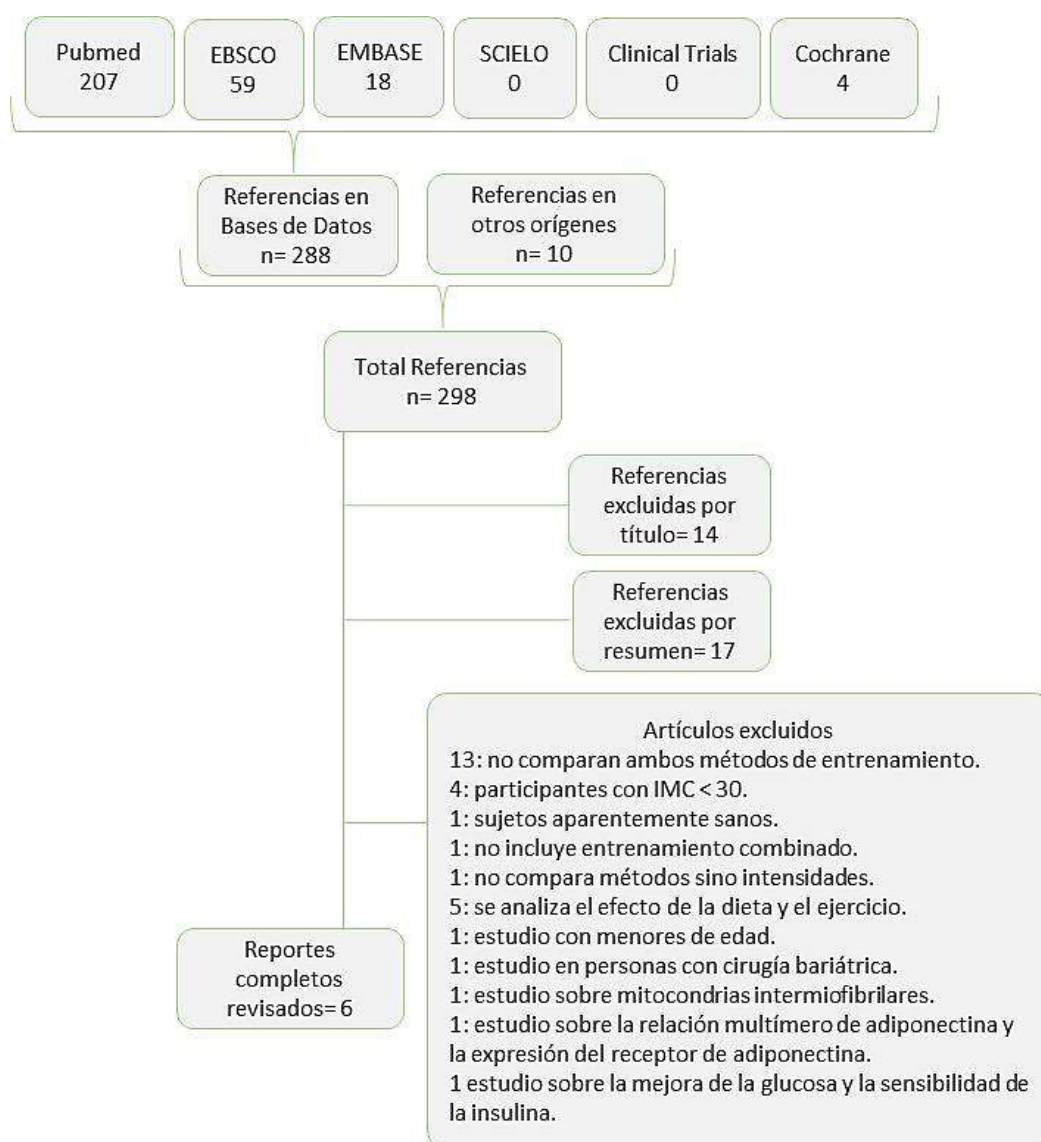 Pubmed
207
EBSCO
59
EMBASE
18
SCIELO
0
Clinical Trials
0
Cochrane
4
Referencias en
Bases de Datos
n= 288
Referencias en
otros orígenes
n= 10
Total Referencias
n= 298
Referencias
excluidas por
título= 14
Referencias
excluidas por
resumen= 17
Artículos excluidos
13: no comparan ambos métodos de entrenamiento.
4: participantes con IMC < 30.
1: sujetos aparentemente sanos.
1: no incluye entrenamiento combinado.
1: no compara métodos sino intensidades.
5: se analiza el efecto de la dieta y el ejercicio.
1: estudio con menores de edad.
1: estudio en personas con cirugía bariátrica.
1: estudio sobre mitocondrias intermiofibrilares.
1: estudio sobre la relación multímero de adiponectina y
la expresión del receptor de adiponectina.
1 estudio sobre la mejora de la glucosa y la sensibilidad de
la insulina.
Reportes
completos
revisados= 6